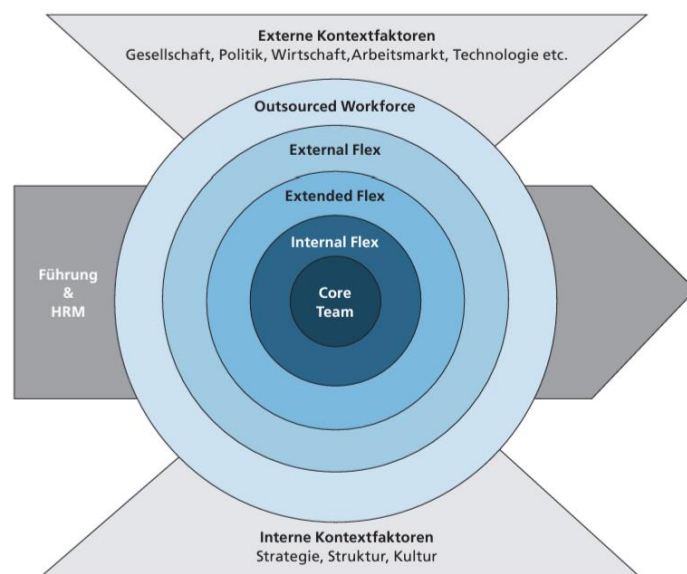 Externe Kontextfaktoren
Gesellschaft, Politik, Wirtschaft,Arbeitsmarkt, Technologie etc.
Outsourced Workforce
External Flex
Extended Flex
Internal Flex
Core
Team
Führung
&
HRM
Interne Kontextfaktoren
Strategie, Struktur, Kultur